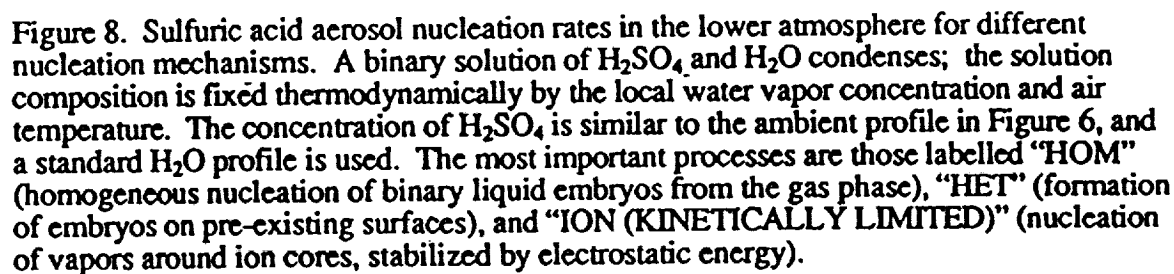 Figure 8. Sulfuric acid aerosol nucleation rates in the lower atmosphere for different
nucleation mechanisms. A binary solution of H₂SO₄ and H₂O condenses; the solution
composition is fixed thermodynamically by the local water vapor concentration and air
temperature. The concentration of H₂SO₄ is similar to the ambient profile in Figure 6, and
a standard H₂O profile is used. The most important processes are those labelled “HOM”
(homogeneous nucleation of binary liquid embryos from the gas phase), “HET” (formation
of embryos on pre-existing surfaces), and “ION (KINETICALLY LIMITED)” (nucleation
of vapors around ion cores, stabilized by electrostatic energy).